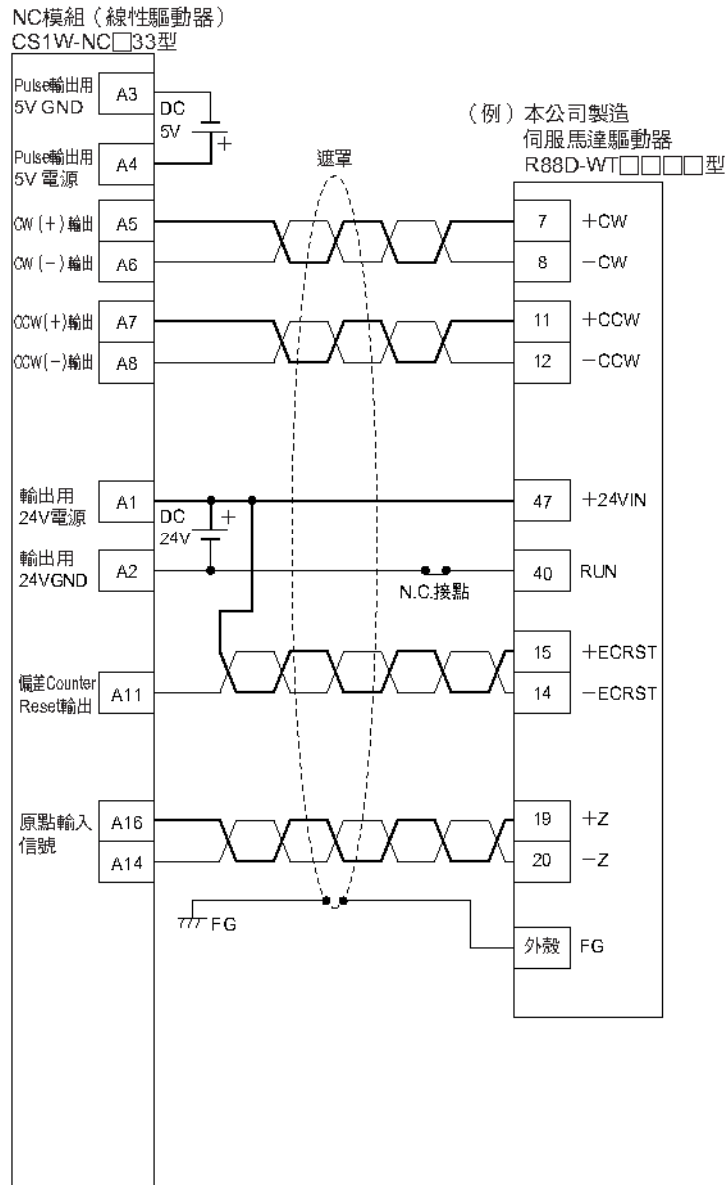 NC模組（線性驅動器）
CS1W-NC□33型
Pulse輸出用
5V GND
A3
DC
5V
+
Pulse輸出用
5V 電源
A4
（例）本公司製造
伺服馬達驅動器
R88D-WT□□□□型
遮罩
CW(+)輸出
A5
7
+CW
CW(-)輸出
A6
8
-CW
CCW(+)輸出
A7
11
+CCW
CCW(-)輸出
A8
12
-CCW
輸出用
24V電源
A1
DC
24V
+
47
+24VIN
輸出用
24VGND
A2
N.C.接點
40
RUN
15
+ECRST
偏差Counter
Reset輸出
A11
14
-ECRST
原點輸入
信號
A16
19
+Z
A14
20
-Z
FG
外殼
FG